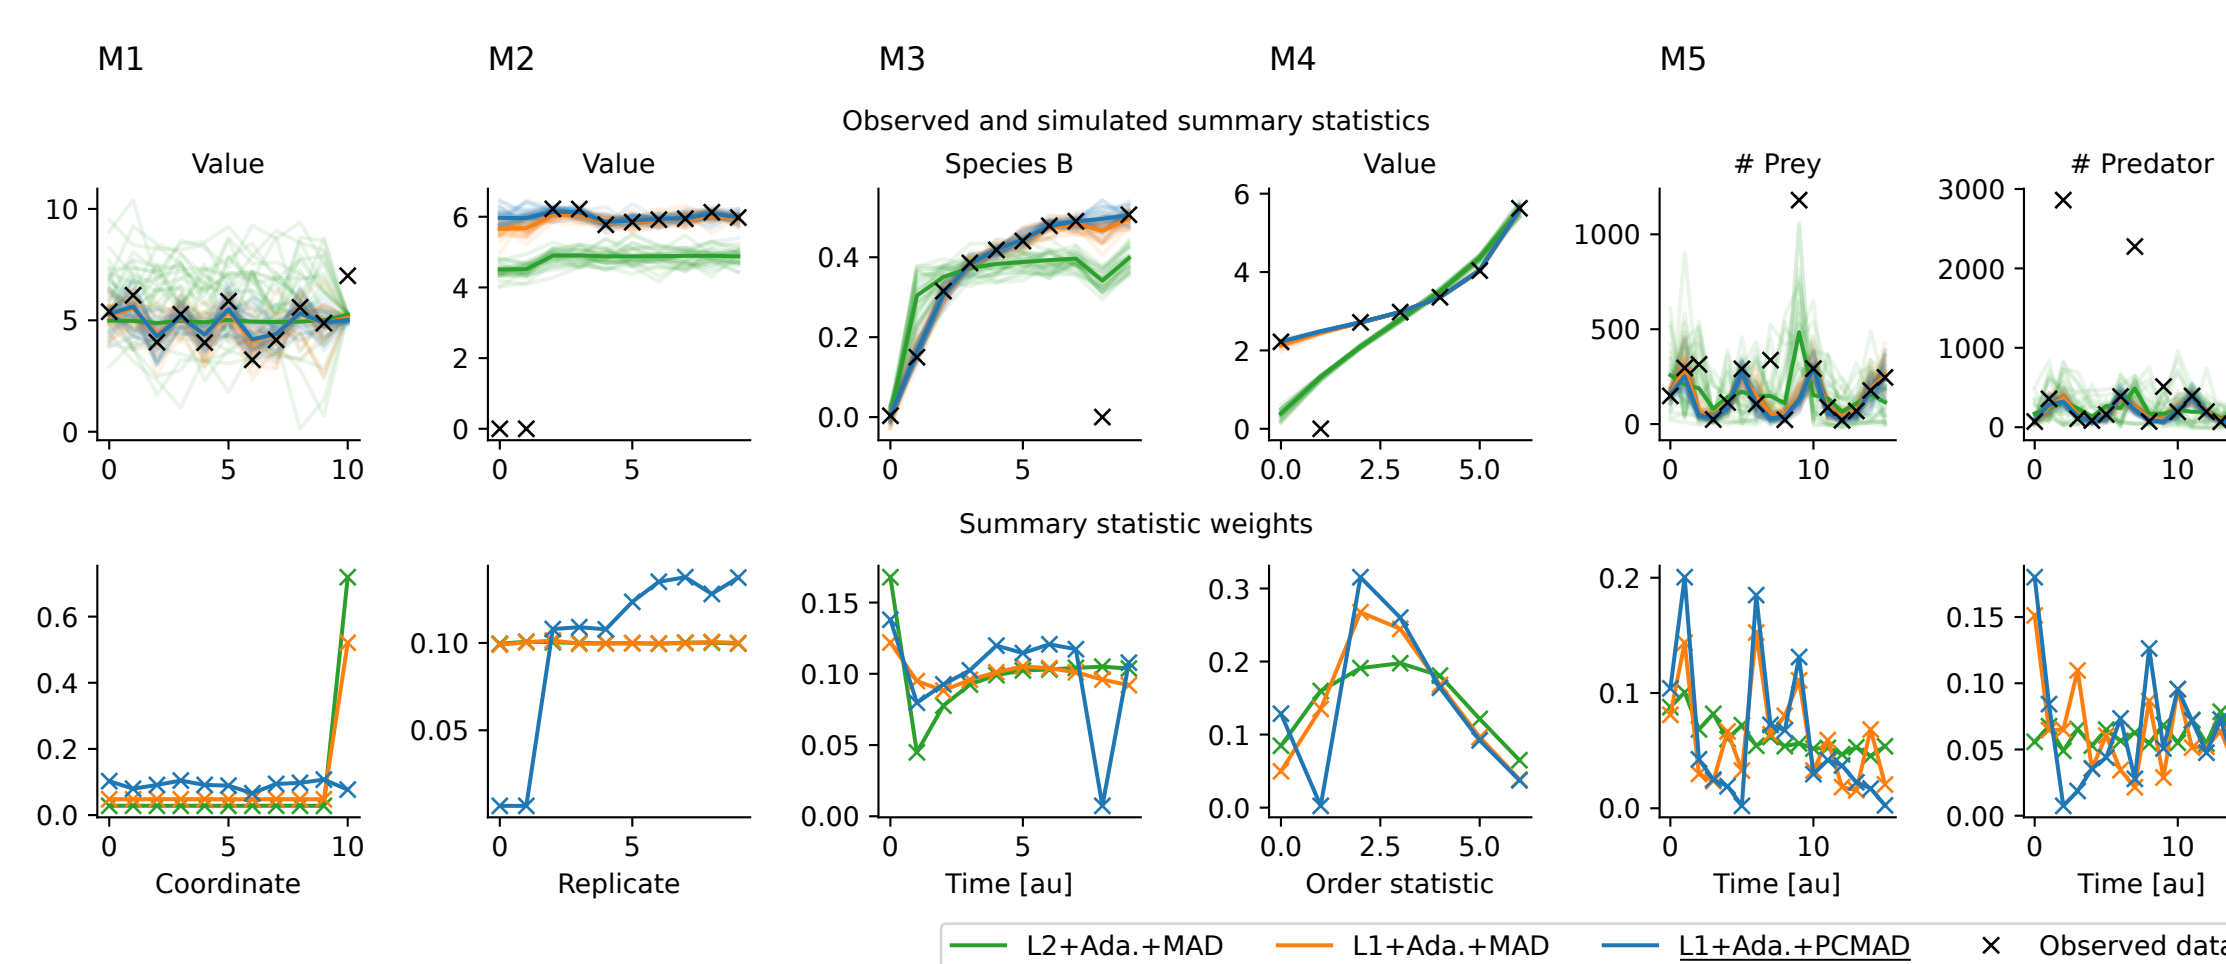 M1 M2 M3 M4 M5
Observed and simulated summary statistics
Value Value Species B Value # Prey # Predator
10 5 0
0 5 10
6 4 2 0
0 5
0.4 0.2 0.0
0 5
6 4 2 0
0.0 2.5 5.0
1000 500 0
0 10
3000 2000 1000 0
0 10
Summary statistic weights
0.6 0.4 0.2 0.0
0 5 10
Coordinate
0.10 0.05
0 5
Replicate
0.15 0.10 0.05 0.00
0 5
Time [au]
0.3 0.2 0.1 0.0
0.0 2.5 5.0
Order statistic
0.2 0.1 0.0
0 10
Time [au]
0.15 0.10 0.05 0.00
0 10
Time [au]
L2+Ada.+MAD L1+Ada.+MAD L1+Ada.+PCMAD Observed data